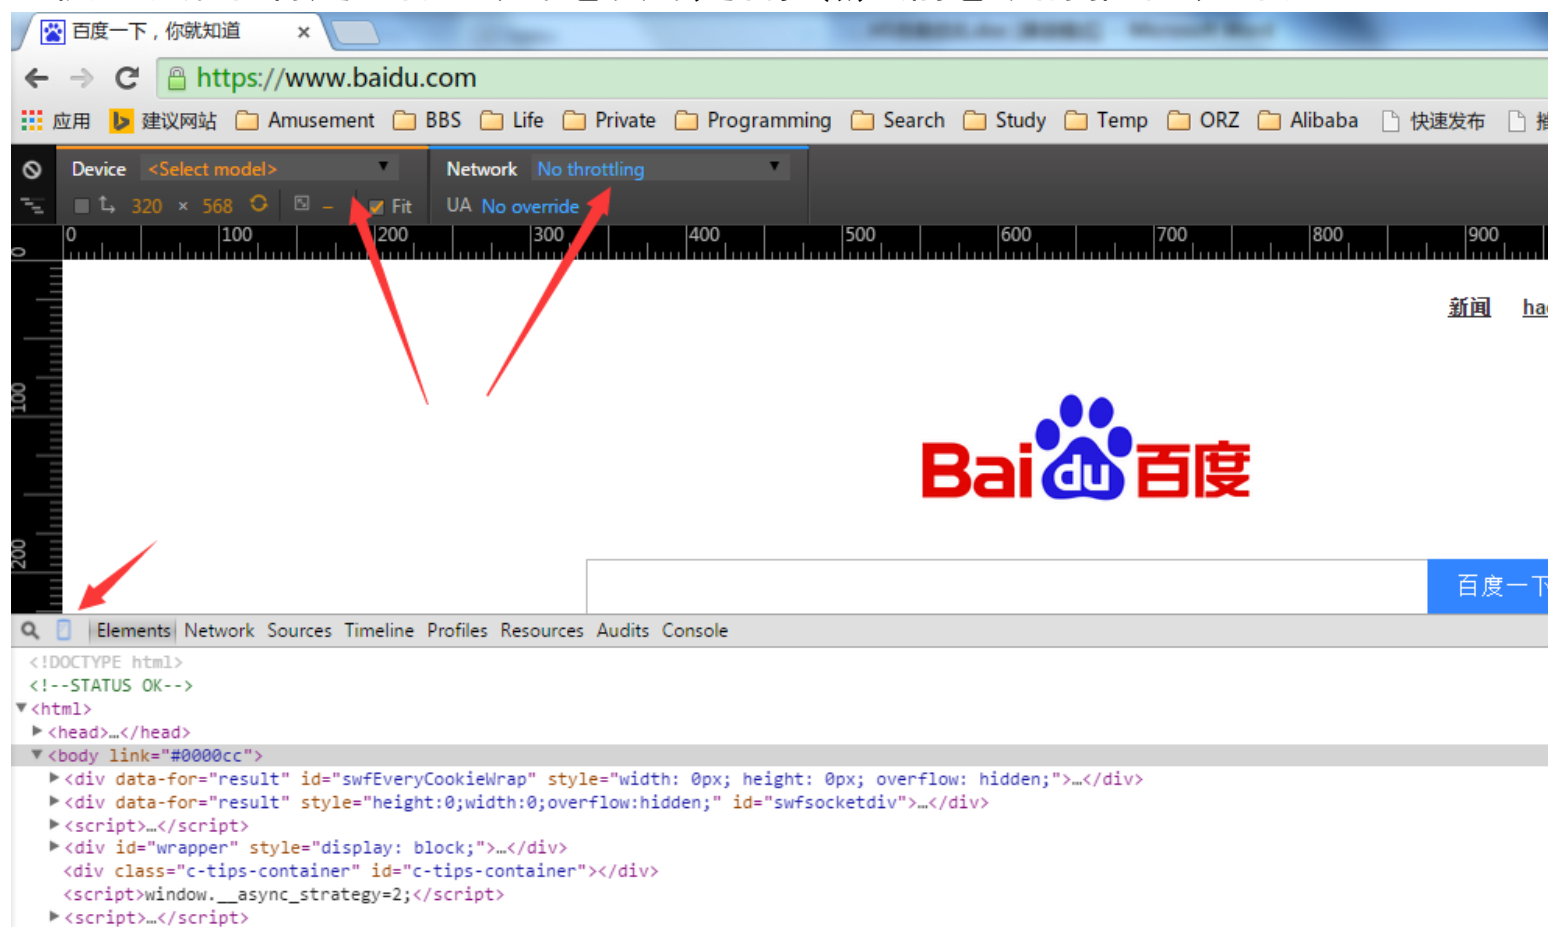 百度一下，你就知道 ×
https://www.baidu.com
应用 建议网站 Amusement BBS Life Private Programming Search Study Temp ORZ Alibaba 快速发布
Device <Select model> Network No throttling
320 × 568 – Fit UA No override
0 100 200 300 400 500 600 700 800 900
0
100
200
新闻
Bai du 百度
百度一下
Elements Network Sources Timeline Profiles Resources Audits Console
<!DOCTYPE html>
<!--STATUS OK-->
<html>
<head>…</head>
<body link="#0000cc">
<div data-for="result" id="swfEveryCookieWrap" style="width: 0px; height: 0px; overflow: hidden;">…</div>
<div data-for="result" style="height:0;width:0;overflow:hidden;" id="swfsocketdiv">…</div>
<script>…</script>
<div id="wrapper" style="display: block;">…</div>
<div class="c-tips-container" id="c-tips-container"></div>
<script>window.__async_strategy=2;</script>
<script>…</script>